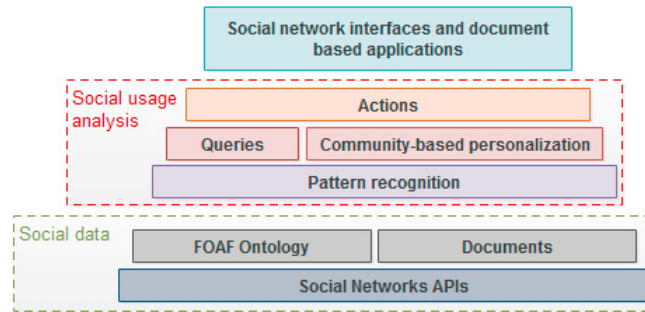 Social network interfaces and document
based applications
Social usage
analysis
Actions
Queries
Community-based personalization
Pattern recognition
Social data
FOAF Ontology
Documents
Social Networks APIs